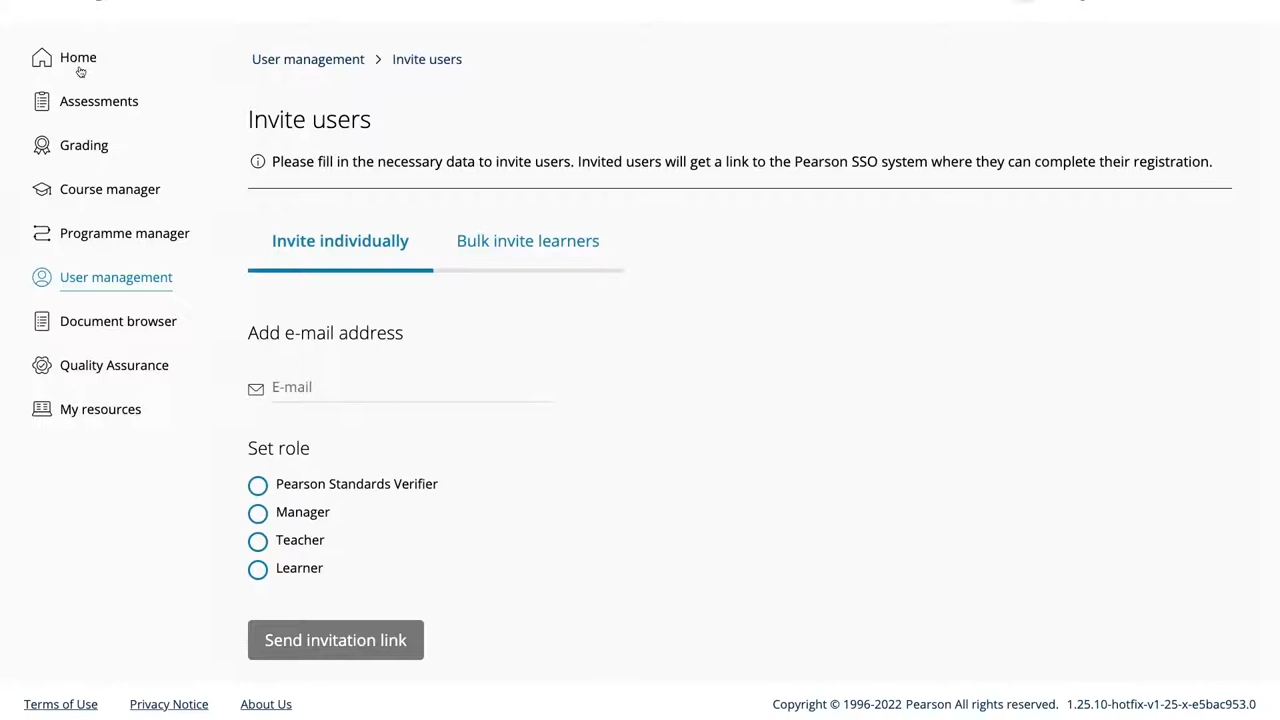 Home
Assessments
Grading
Course manager
Programme manager
User management
Document browser
Quality Assurance
My resources
User management > Invite users
Invite users
Please fill in the necessary data to invite users. Invited users will get a link to the Pearson SSO system where they can complete their registration.
Invite individually
Bulk invite learners
Add e-mail address
E-mail
Set role
Pearson Standards Verifier
Manager
Teacher
Learner
Send invitation link
Terms of Use
Privacy Notice
About Us
Copyright © 1996-2022 Pearson All rights reserved. 1.25.10-hotfix-v1-25-x-e5bac953.0